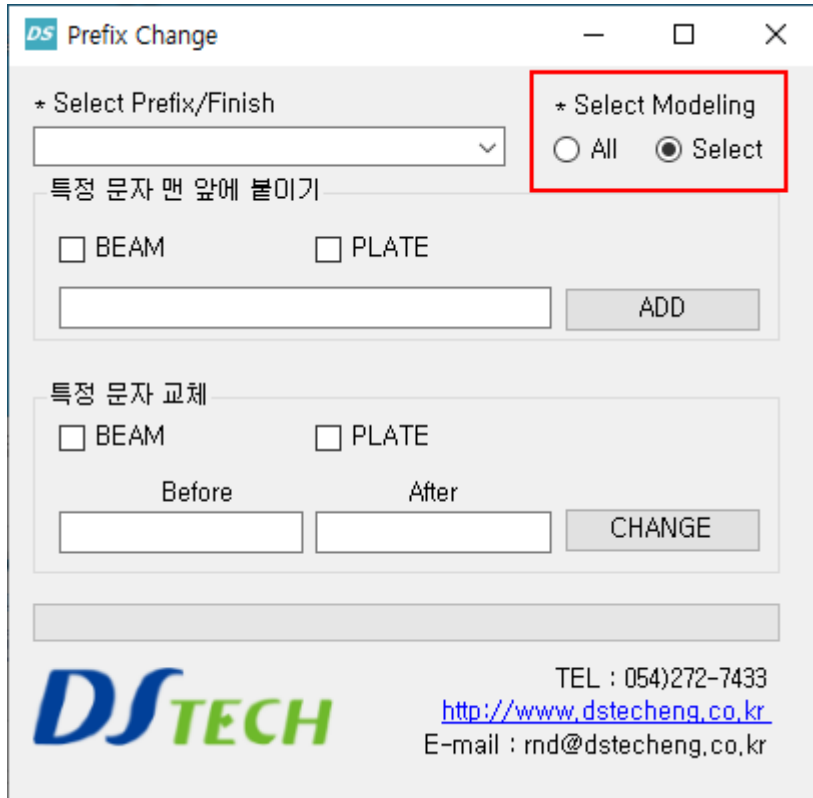 DS Prefix Change
* Select Prefix/Finish
* Select Modeling
All Select
특정 문자 맨 앞에 붙이기
BEAM PLATE
ADD
특정 문자 교체
BEAM PLATE
Before After
CHANGE
DSTECH
TEL : 054)272-7433
http://www.dstecheng.co.kr
E-mail : rnd@dstecheng.co.kr